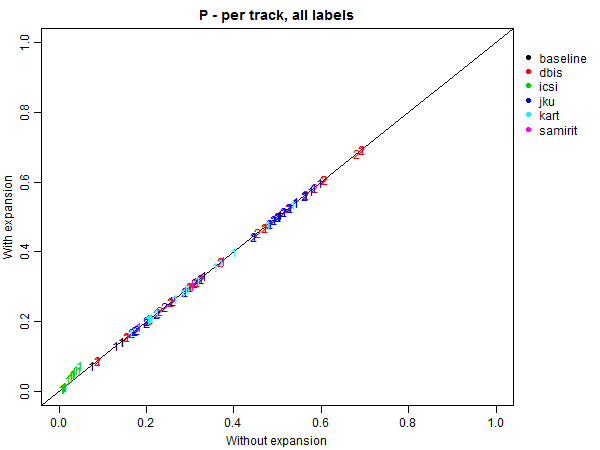 P - per track, all labels
With expansion
1.0
0.8
0.6
0.4
0.2
0.0
0.0 0.2 0.4 0.6 0.8 1.0
Without expansion
baseline
dbis
icsi
jku
kart
samirit